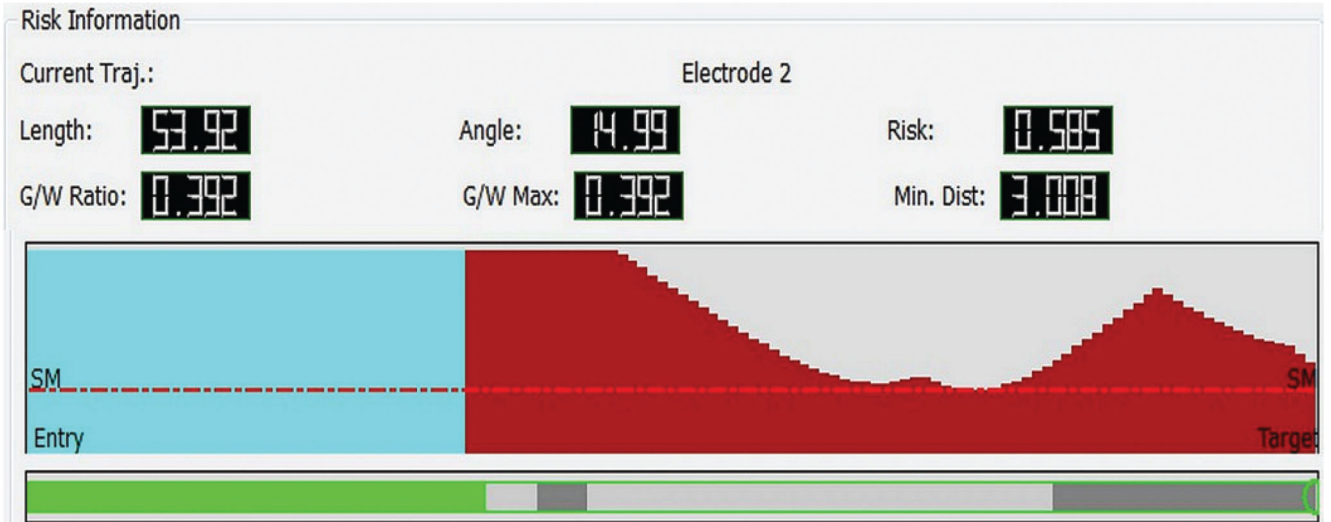 Risk Information
Current Traj.: Electrode 2
Length: 53.92 Angle: 14.99 Risk: 0.585
G/W Ratio: 0.392 G/W Max: 0.392 Min. Dist: 3.008
SM SM
Entry Target